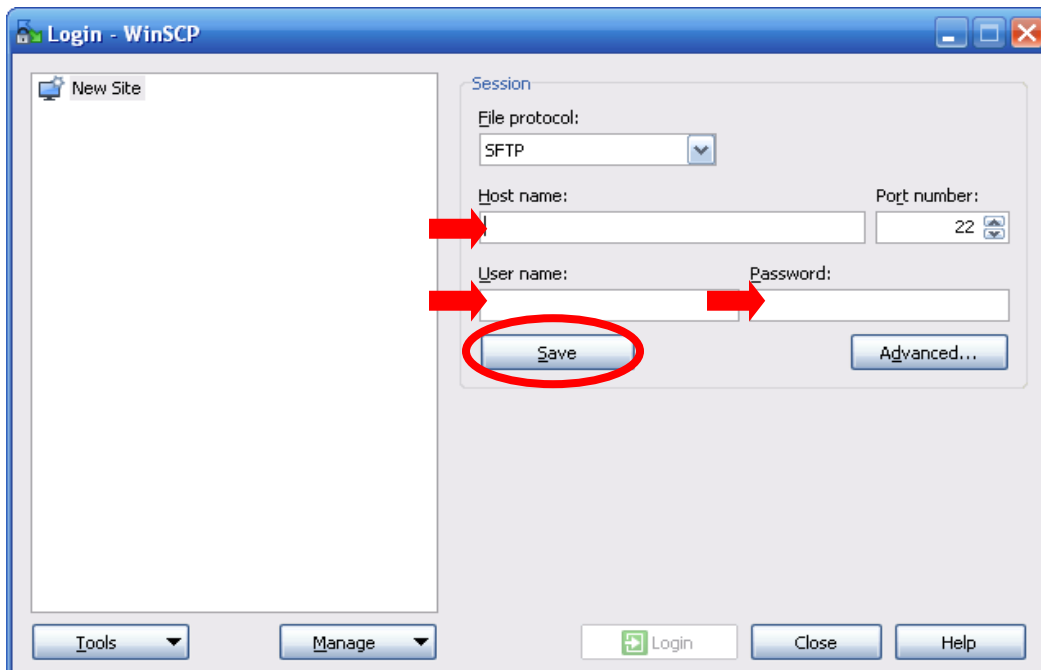 Login - WinSCP
New Site
Session
File protocol:
SFTP
Host name:
Port number:
22
User name:
Password:
Save
Advanced...
Tools
Manage
Login
Close
Help